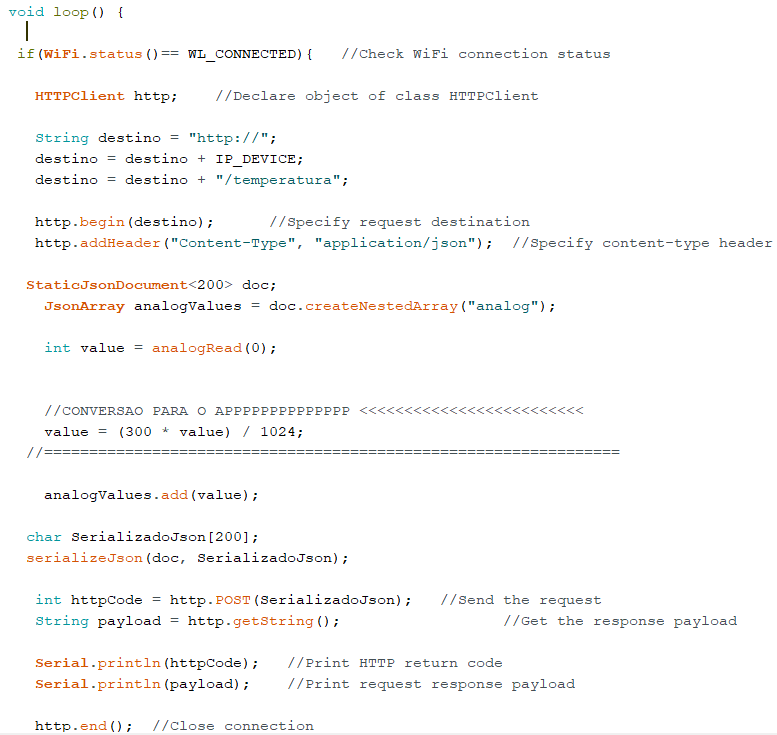 void loop() {
if(WiFi.status()== WL_CONNECTED){   //Check WiFi connection status
HTTPClient http;    //Declare object of class HTTPClient
String destino = "http://";
destino = destino + IP_DEVICE;
destino = destino + "/temperatura";
http.begin(destino);      //Specify request destination
http.addHeader("Content-Type", "application/json");  //Specify content-type header
StaticJsonDocument<200> doc;
JsonArray analogValues = doc.createNestedArray("analog");
int value = analogRead(0);
//CONVERSAO PARA O APPPPPPPPPPPPPP <<<<<<<<<<<<<<<<<<<<<<<<<
value = (300 * value) / 1024;
//================================================================
analogValues.add(value);
char SerializadoJson[200];
serializeJson(doc, SerializadoJson);
int httpCode = http.POST(SerializadoJson);   //Send the request
String payload = http.getString();                  //Get the response payload
Serial.println(httpCode);   //Print HTTP return code
Serial.println(payload);    //Print request response payload
http.end();  //Close connection